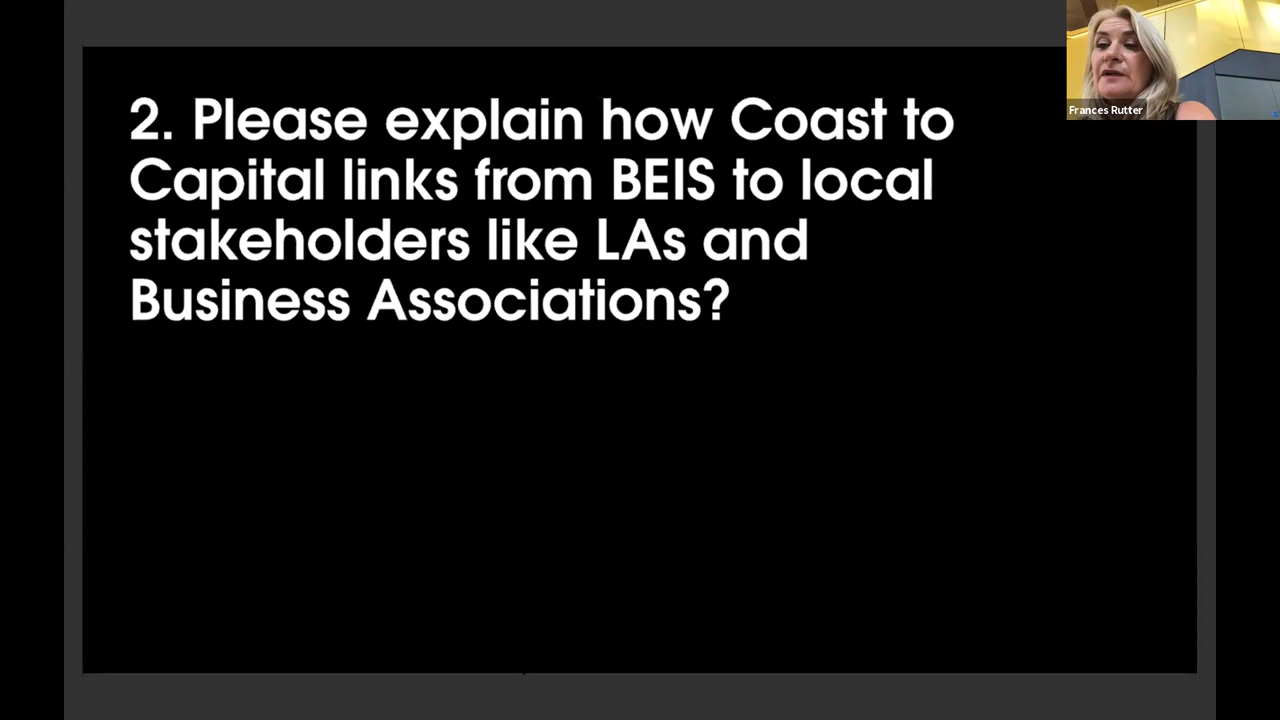 2. Please explain how Coast to
Capital links from BEIS to local
stakeholders like LAs and
Business Associations?
Frances Rutter